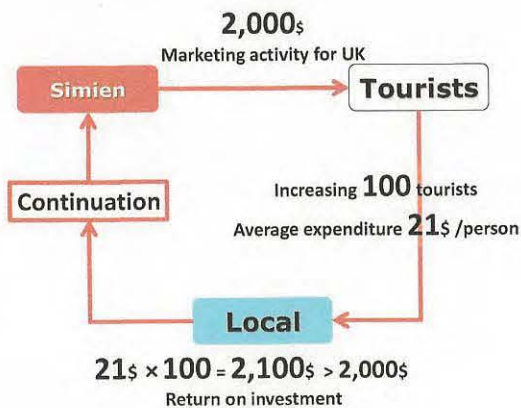 2,000$
Marketing activity for UK
Simien
Tourists
Increasing 100 tourists
Average expenditure 21$ /person
Continuation
Local
21$ × 100 = 2,100$ > 2,000$
Return on investment